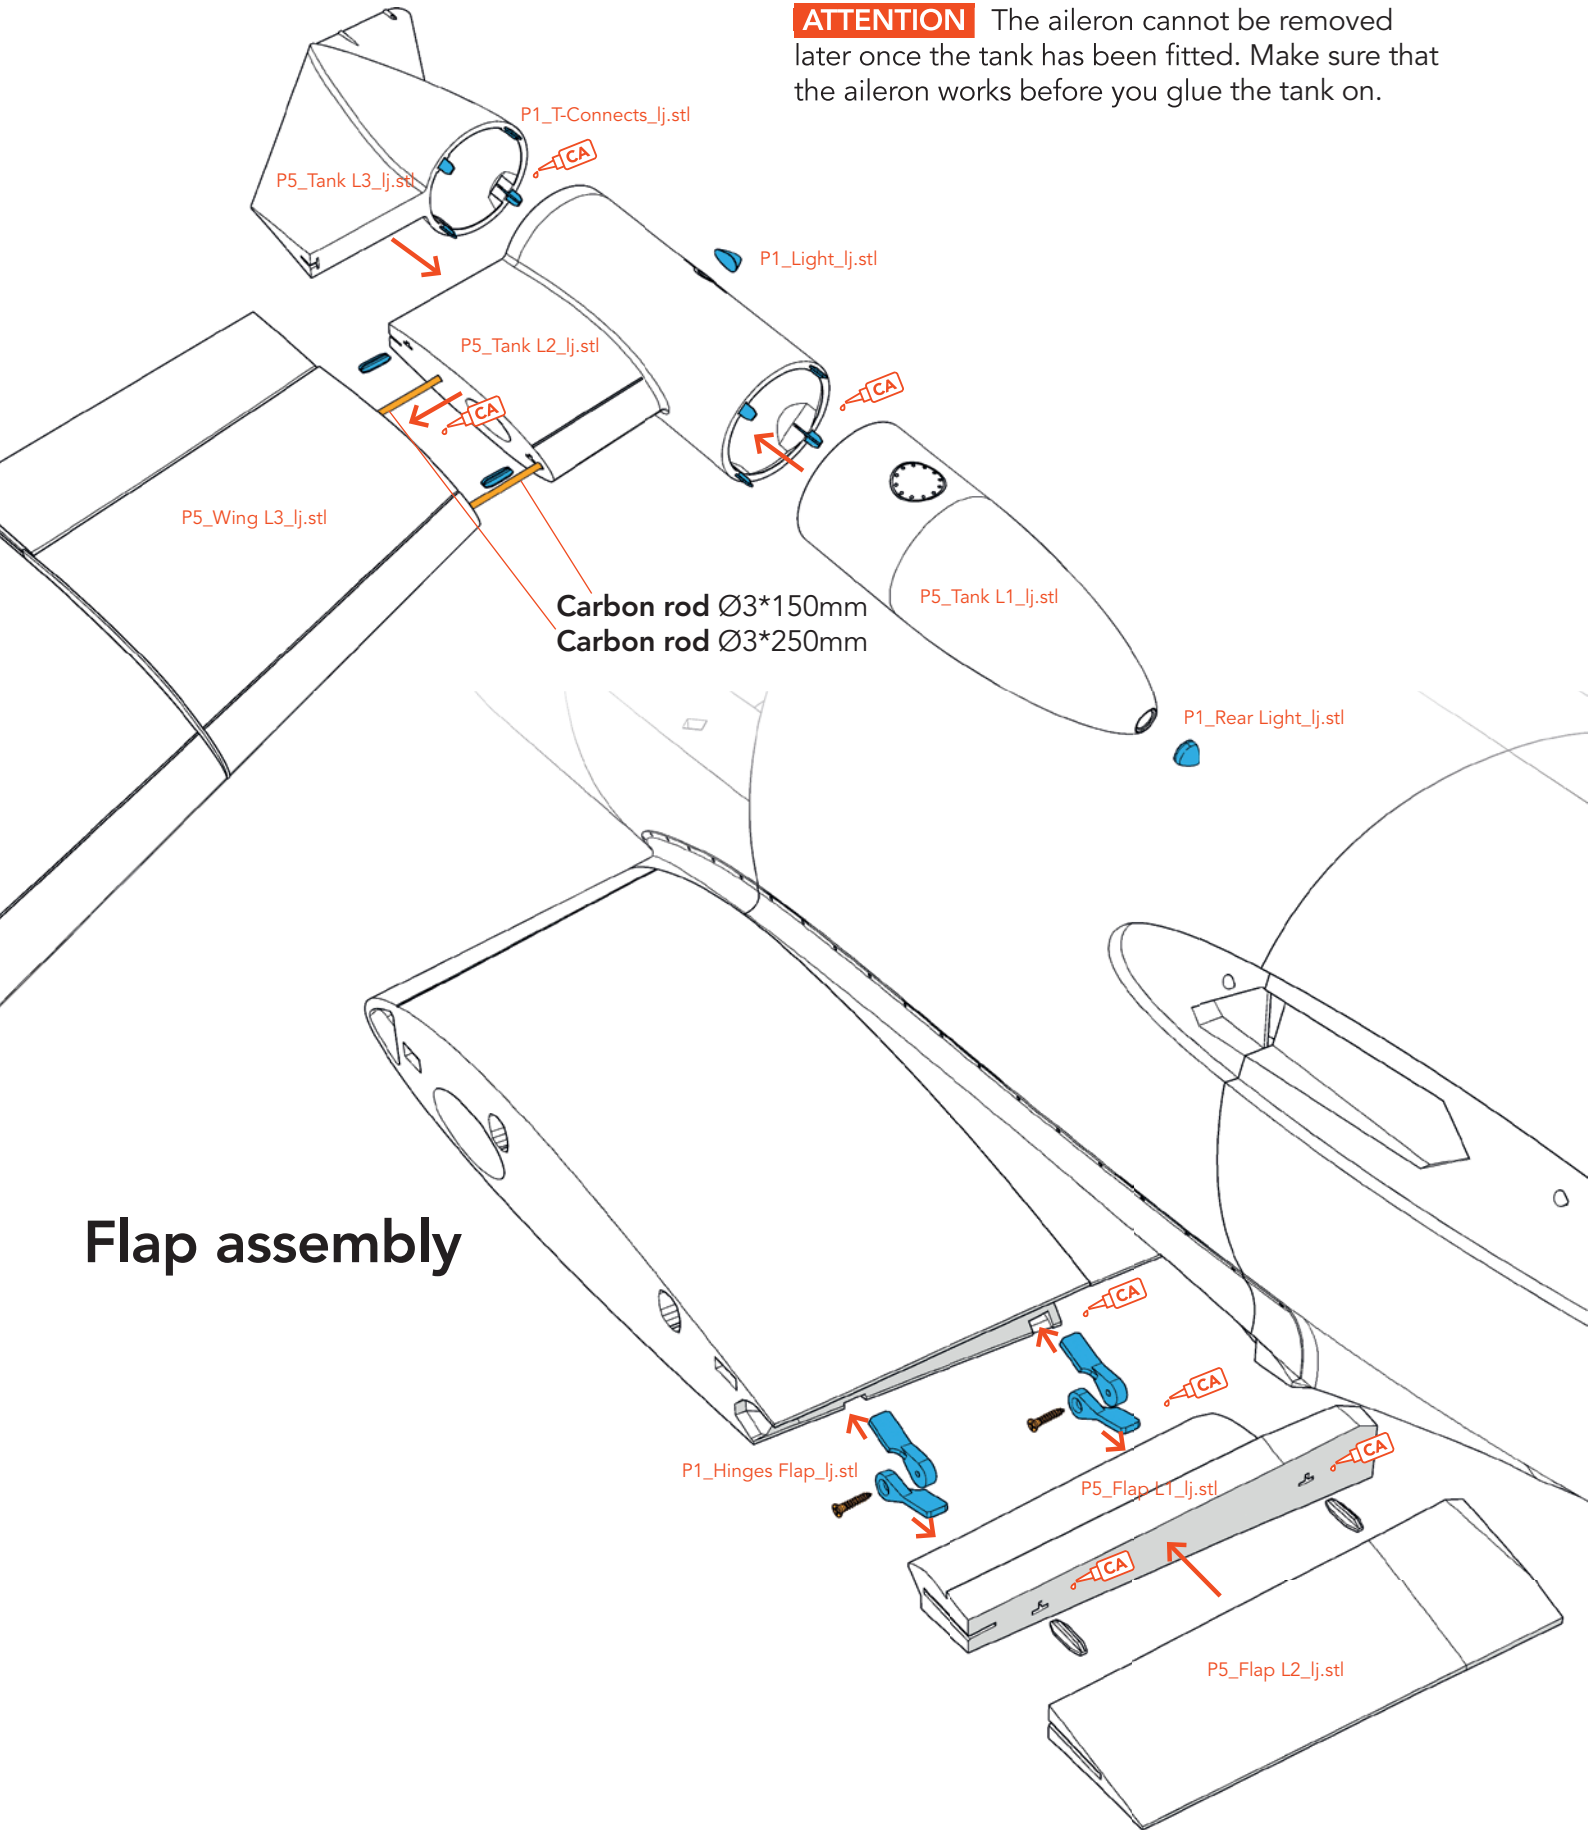 ATTENTION The aileron cannot be removed
later once the tank has been fitted. Make sure that
the aileron works before you glue the tank on.
P1_T-Connects_lj.stl
CA
P5_Tank L3_lj.stl
P1_Light_lj.stl
P5_Tank L2_lj.stl
CA
CA
P5_Wing L3_lj.stl
P5_Tank L1_lj.stl
Carbon rod Ø3*150mm
Carbon rod Ø3*250mm
P1_Rear Light_lj.stl
Flap assembly
CA
CA
CA
P1_Hinges Flap_lj.stl
P5_Flap L1_lj.stl
CA
P5_Flap L2_lj.stl